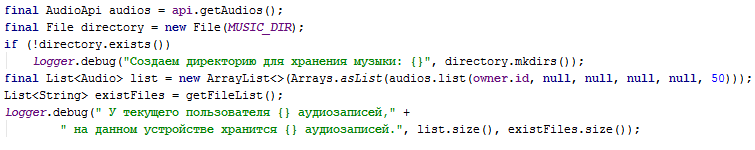 final AudioApi audios = api.getAudios();
final File directory = new File(MUSIC_DIR);
if (!directory.exists())
Logger.debug("Создаем директорию для хранения музыки: {}", directory.mkdirs());
final List<Audio> list = new ArrayList<>(Arrays.asList(audios.list(owner.id, null, null, null, null, 50)));
List<String> existFiles = getFileList();
Logger.debug(" У текущего пользователя {} аудиозаписей," +
" на данном устройстве хранится {} аудиозаписей.", list.size(), existFiles.size());